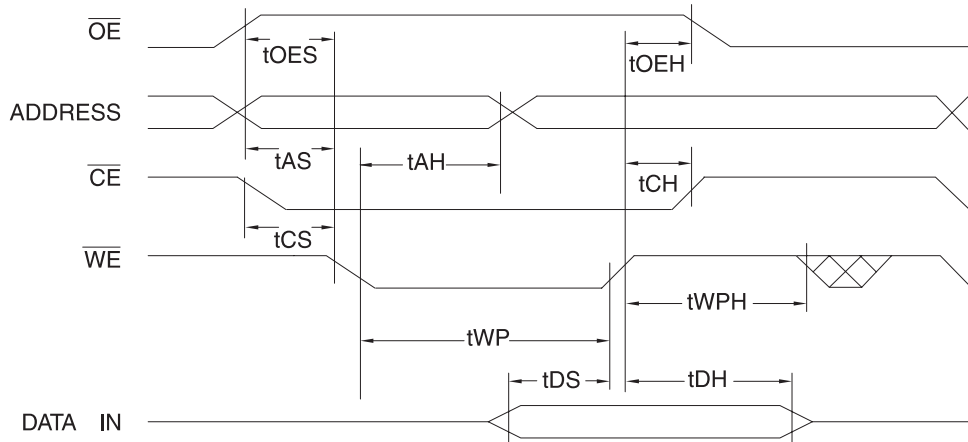 OE
tOES
tOEH
ADDRESS
tAS
tAH
CE
tCH
tCS
WE
tWPH
tWP
tDS
tDH
DATA IN